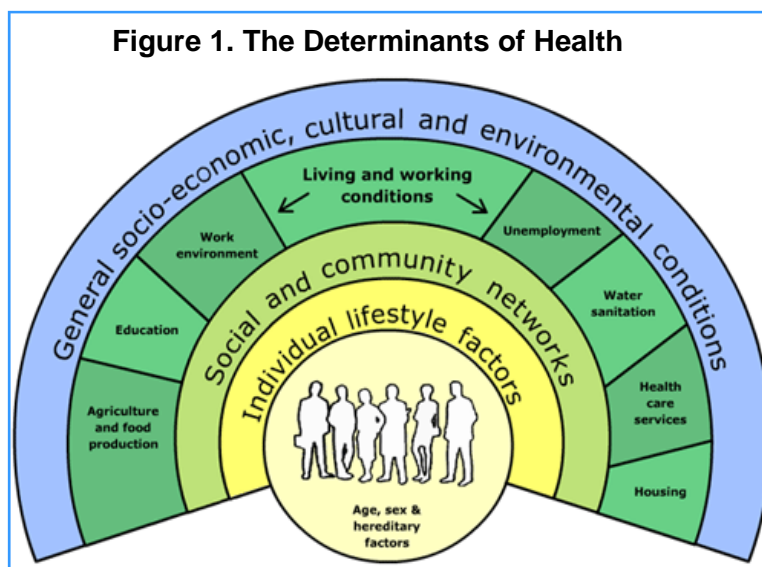 Figure 1. The Determinants of Health
General socio-economic, cultural and environmental conditions
Living and working
conditions
Work
environment
Unemployment
Education
Water
sanitation
Agriculture
and food
production
Health
care
services
Housing
Social and community networks
Individual lifestyle factors
Age, sex &
hereditary
factors